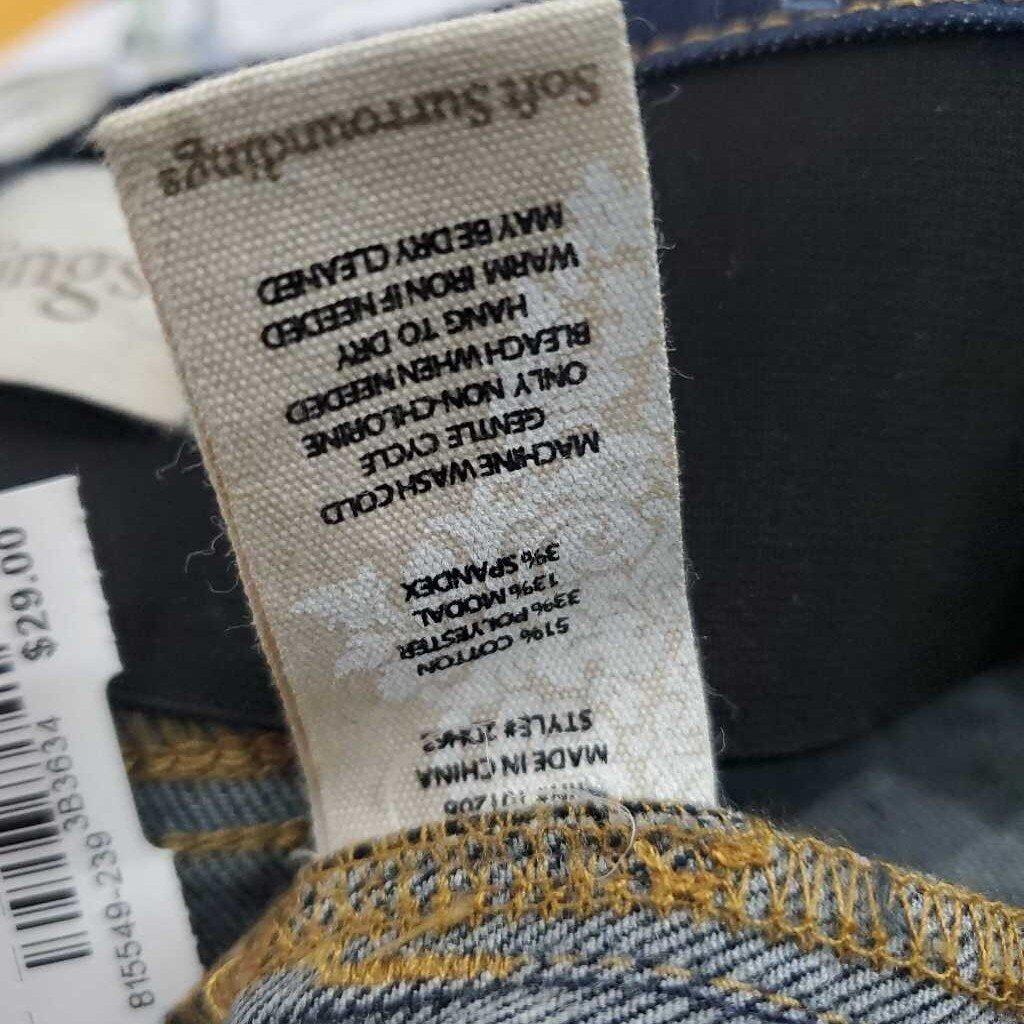 Soft Surroundings
MAY BE DRY CLEANED
WARM IRON IF NEEDED
HANG TO DRY
BLEACH WHEN NEEDED
ONLY NON-CHLORINE
GENTLE CYCLE
MACHINE WASH COLD
3% SPANDEX
13% MODAL
33% POLYESTER
51% COTTON
STYLE#
MADE IN CHINA
$29.00
3B3634
815549-239